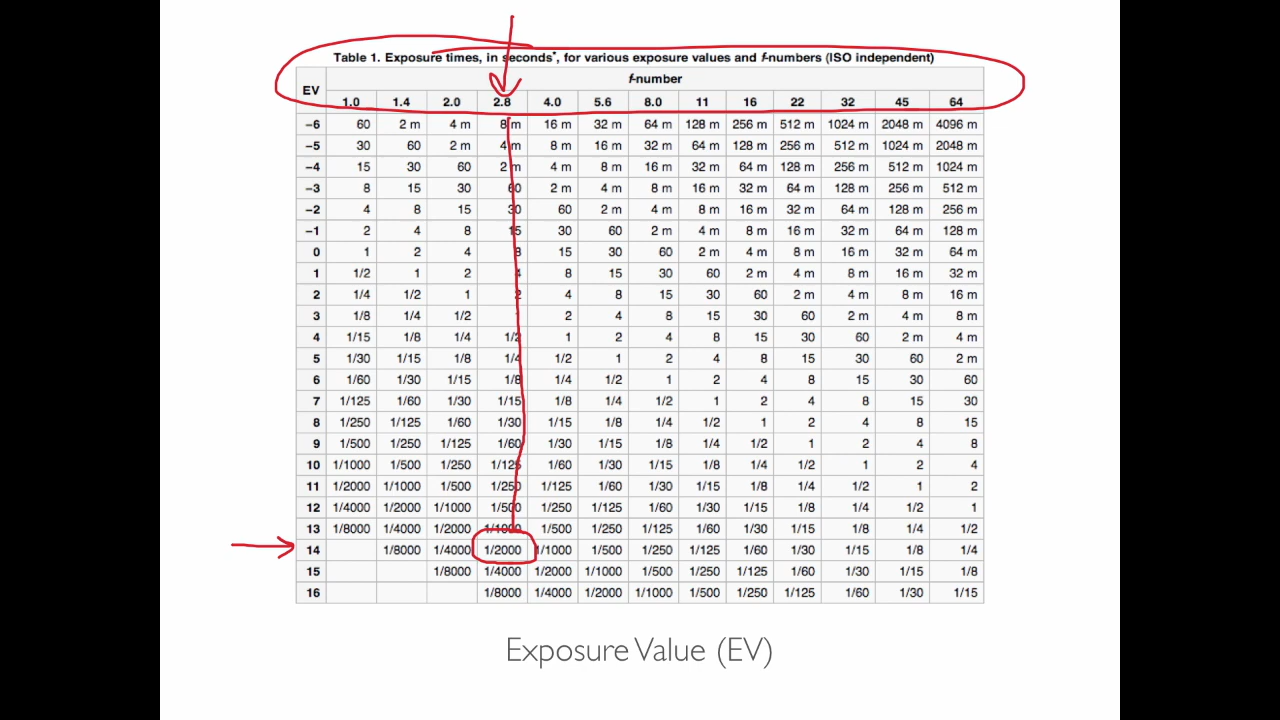 Table 1. Exposure times, in seconds*, for various exposure values and f-numbers (ISO independent)
EV f-number
1.0 1.4 2.0 2.8 4.0 5.6 8.0 11 16 22 32 45 64
−6 60 2 m 4 m 8 m 16 m 32 m 64 m 128 m 256 m 512 m 1024 m 2048 m 4096 m
−5 30 60 2 m 4 m 8 m 16 m 32 m 64 m 128 m 256 m 512 m 1024 m 2048 m
−4 15 30 60 2 m 4 m 8 m 16 m 32 m 64 m 128 m 256 m 512 m 1024 m
−3 8 15 30 60 2 m 4 m 8 m 16 m 32 m 64 m 128 m 256 m 512 m
−2 4 8 15 30 60 2 m 4 m 8 m 16 m 32 m 64 m 128 m 256 m
−1 2 4 8 15 30 60 2 m 4 m 8 m 16 m 32 m 64 m 128 m
0 1 2 4 8 15 30 60 2 m 4 m 8 m 16 m 32 m 64 m
1 1/2 1 2 4 8 15 30 60 2 m 4 m 8 m 16 m 32 m
2 1/4 1/2 1 2 4 8 15 30 60 2 m 4 m 8 m 16 m
3 1/8 1/4 1/2 1 2 4 8 15 30 60 2 m 4 m 8 m
4 1/15 1/8 1/4 1/2 1 2 4 8 15 30 60 2 m 4 m
5 1/30 1/15 1/8 1/4 1/2 1 2 4 8 15 30 60 2 m
6 1/60 1/30 1/15 1/8 1/4 1/2 1 2 4 8 15 30 60
7 1/125 1/60 1/30 1/15 1/8 1/4 1/2 1 2 4 8 15 30
8 1/250 1/125 1/60 1/30 1/15 1/8 1/4 1/2 1 2 4 8 15
9 1/500 1/250 1/125 1/60 1/30 1/15 1/8 1/4 1/2 1 2 4 8
10 1/1000 1/500 1/250 1/125 1/60 1/30 1/15 1/8 1/4 1/2 1 2 4
11 1/2000 1/1000 1/500 1/250 1/125 1/60 1/30 1/15 1/8 1/4 1/2 1 2
12 1/4000 1/2000 1/1000 1/500 1/250 1/125 1/60 1/30 1/15 1/8 1/4 1/2 1
13 1/8000 1/4000 1/2000 1/1000 1/500 1/250 1/125 1/60 1/30 1/15 1/8 1/4 1/2
14 1/8000 1/4000 1/2000 1/1000 1/500 1/250 1/125 1/60 1/30 1/15 1/8 1/4
15 1/8000 1/4000 1/2000 1/1000 1/500 1/250 1/125 1/60 1/30 1/15 1/8
16 1/8000 1/4000 1/2000 1/1000 1/500 1/250 1/125 1/60 1/30 1/15
Exposure Value (EV)